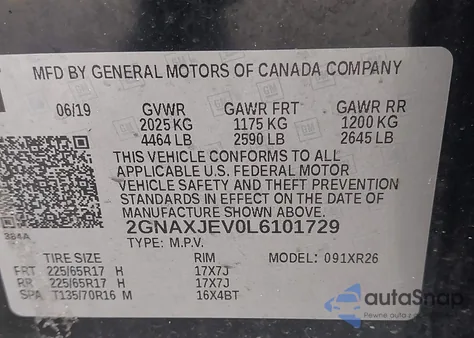 MFD BY GENERAL MOTORS OF CANADA COMPANY
06/19 GVWR GAWR FRT GAWR RR
2025 KG 1175 KG 1200 KG
4464 LB 2590 LB 2645 LB
THIS VEHICLE CONFORMS TO ALL
APPLICABLE U.S. FEDERAL MOTOR
VEHICLE SAFETY AND THEFT PREVENTION
STANDARDS IN EFFECT ON THE DATE OF
MANUFACTURE SHOWN ABOVE.
384A
2GNAXJEV0L6101729
TYPE: M.P.V.
TIRE SIZE RIM MODEL: 091XR26
FRT 225/65R17 H 17X7J
RR 225/65R17 H 17X7J
SPA T135/70R16 M 16X4BT
autoSnap
Pewne auto z